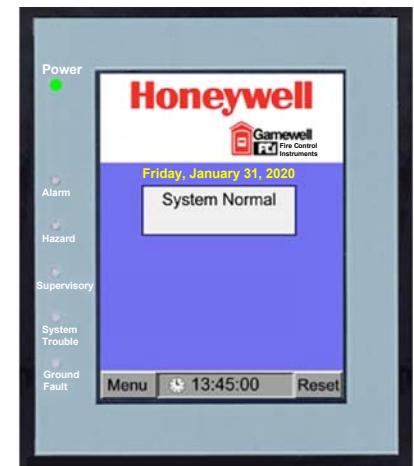 Power
Honeywell
Gamewell
FCI Fire Control
Instruments
Friday, January 31, 2020
System Normal
Alarm
Hazard
Supervisory
System
Trouble
Ground
Fault
Menu 13:45:00 Reset